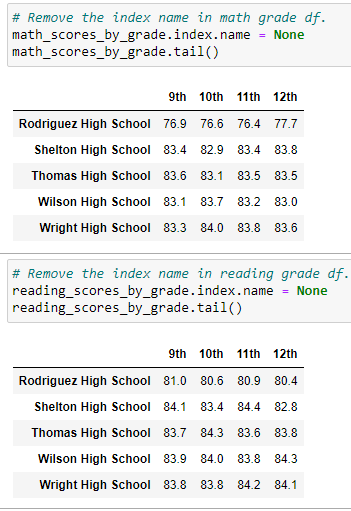 # Remove the index name in math grade df.
math_scores_by_grade.index.name = None
math_scores_by_grade.tail()
9th 10th 11th 12th
Rodriguez High School 76.9 76.6 76.4 77.7
Shelton High School 83.4 82.9 83.4 83.8
Thomas High School 83.6 83.1 83.5 83.5
Wilson High School 83.1 83.7 83.2 83.0
Wright High School 83.3 84.0 83.8 83.6
# Remove the index name in reading grade df.
reading_scores_by_grade.index.name = None
reading_scores_by_grade.tail()
9th 10th 11th 12th
Rodriguez High School 81.0 80.6 80.9 80.4
Shelton High School 84.1 83.4 84.4 82.8
Thomas High School 83.7 84.3 83.6 83.8
Wilson High School 83.9 84.0 83.8 84.3
Wright High School 83.8 83.8 84.2 84.1